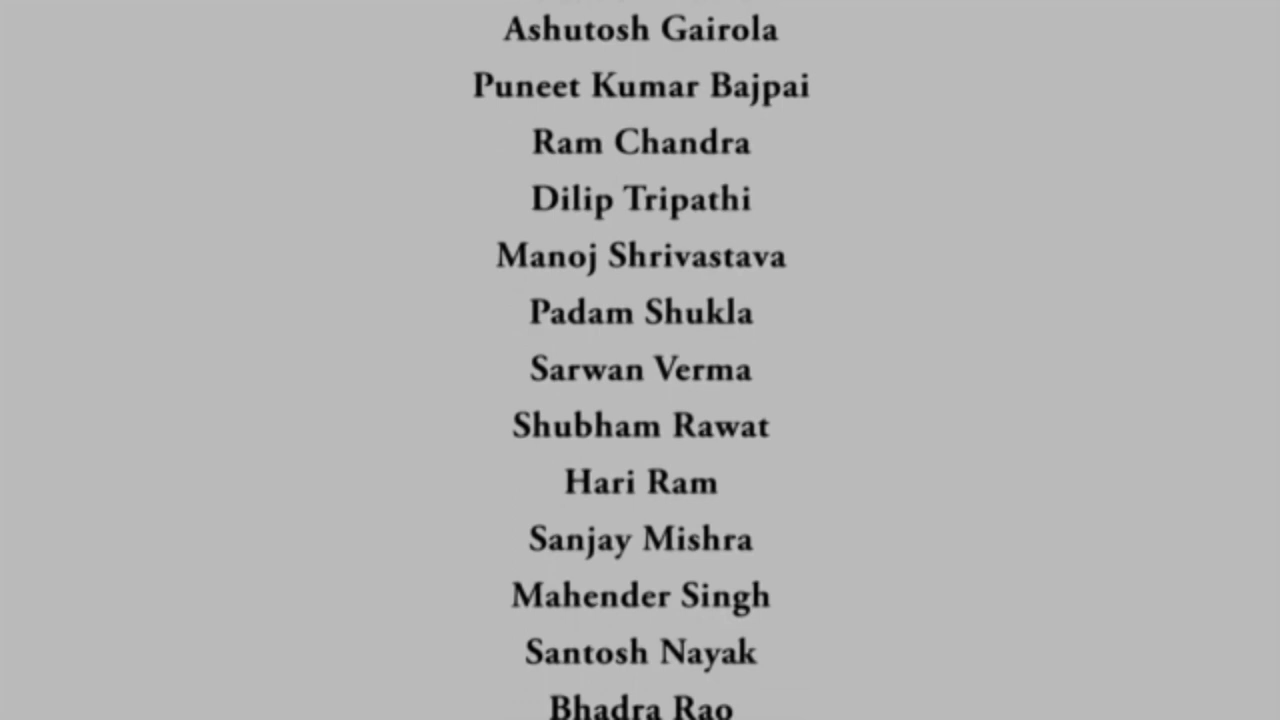 Ashutosh Gairola
Puneet Kumar Bajpai
Ram Chandra
Dilip Tripathi
Manoj Shrivastava
Padam Shukla
Sarwan Verma
Shubham Rawat
Hari Ram
Sanjay Mishra
Mahender Singh
Santosh Nayak
Bhadra Rao